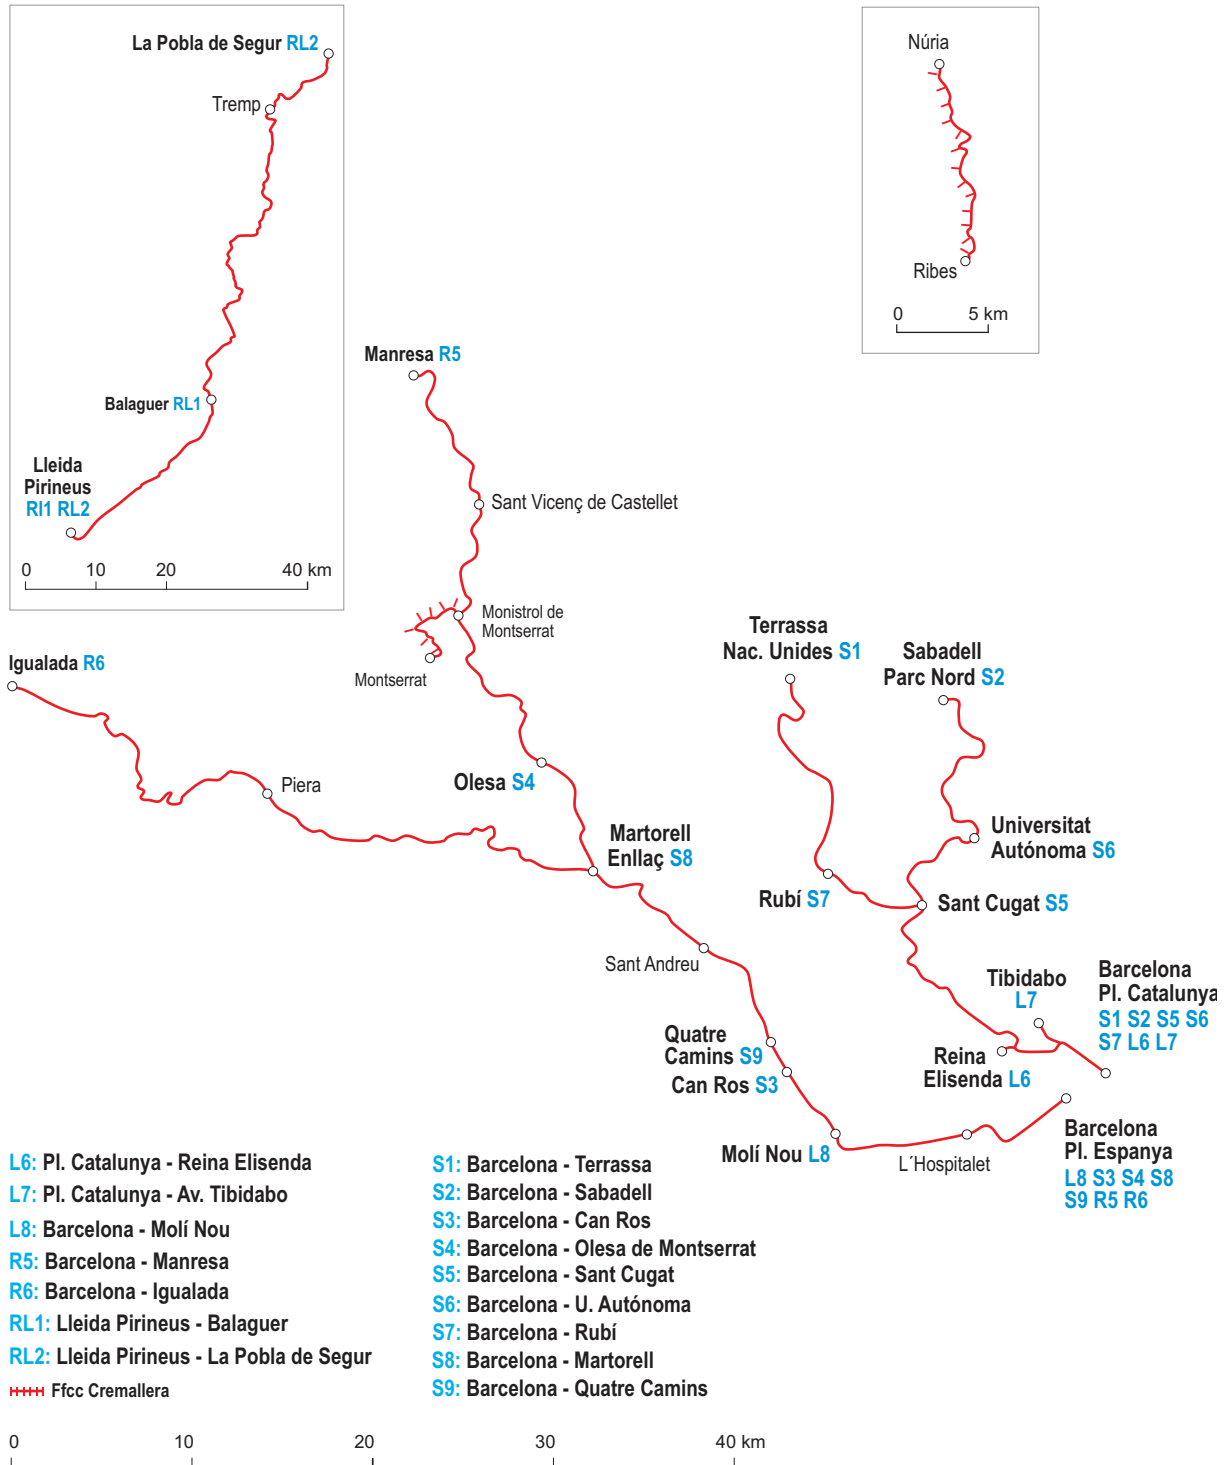 La Pobla de Segur RL2
Tremp
Balaguer RL1
Lleida
Pirineus
Rl1 RL2
0 10 20 40 km
Núria
Ribes
0 5 km
Manresa R5
Sant Vicenç de Castellet
Monistrol de
Montserrat
Montserrat
Igualada R6
Piera
Olesa S4
Martorell
Enllaç S8
Terrassa
Nac. Unides S1
Sabadell
Parc Nord S2
Universitat
Autónoma S6
Rubí S7
Sant Cugat S5
Sant Andreu
Tibidabo
L7
Barcelona
Pl. Catalunya
S1 S2 S5 S6
S7 L6 L7
Quatre
Camins S9
Can Ros S3
Reina
Elisenda L6
Molí Nou L8
L´Hospitalet
Barcelona
Pl. Espanya
L8 S3 S4 S8
S9 R5 R6
L6: Pl. Catalunya - Reina Elisenda
L7: Pl. Catalunya - Av. Tibidabo
L8: Barcelona - Molí Nou
R5: Barcelona - Manresa
R6: Barcelona - Igualada
RL1: Lleida Pirineus - Balaguer
RL2: Lleida Pirineus - La Pobla de Segur
Ffcc Cremallera
S1: Barcelona - Terrassa
S2: Barcelona - Sabadell
S3: Barcelona - Can Ros
S4: Barcelona - Olesa de Montserrat
S5: Barcelona - Sant Cugat
S6: Barcelona - U. Autónoma
S7: Barcelona - Rubí
S8: Barcelona - Martorell
S9: Barcelona - Quatre Camins
0 10 20 30 40 km